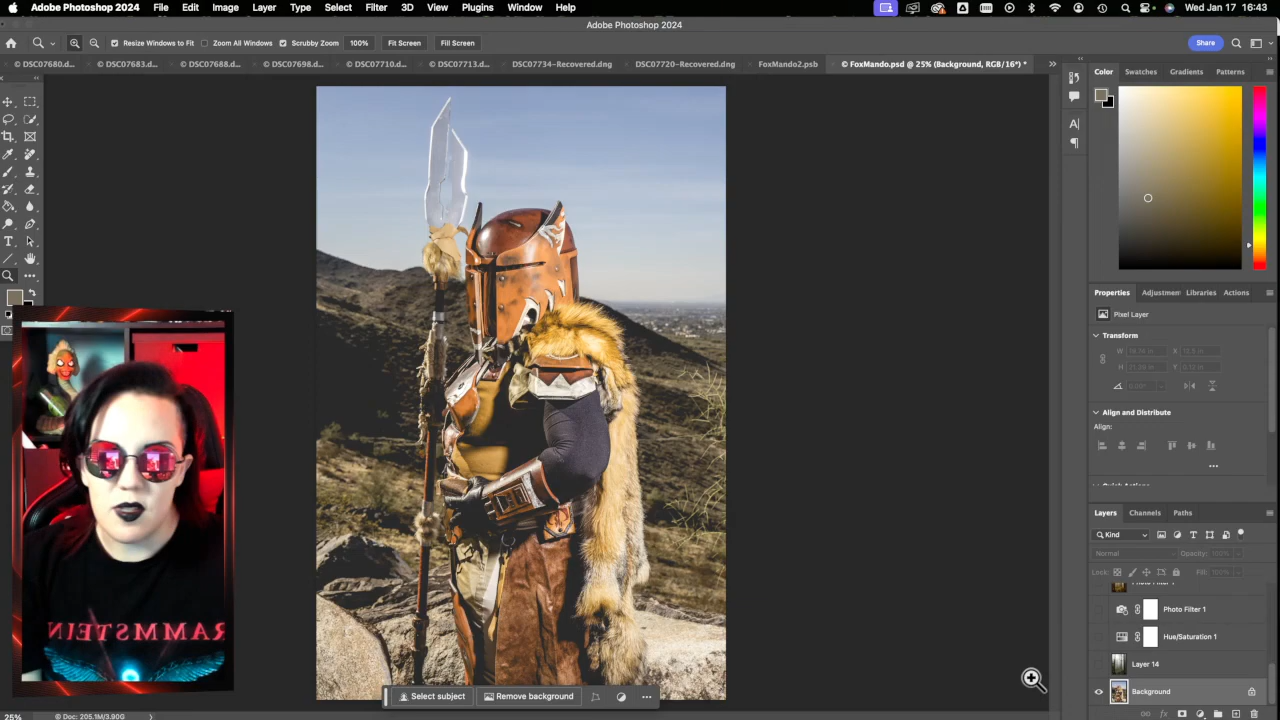 Photoshop 2024 File Edit Image Layer Type Select Filter 3D View Plugins Window Help Wed Jan 17 16:43
Adobe Photoshop 2024
Resize Windows to Fit Zoom All Windows Scrubby Zoom 100% Fit Screen Fill Screen Share
© DSC07680.d... © DSC07683.d... © DSC07688.d... © DSC07698.d... © DSC07710.d... © DSC07713.d... DSC07734-Recovered.dng DSC07720-Recovered.dng FoxMando2.psb © FoxMando.psd @ 25% (Background, RGB/16*) *
Color Swatches Gradients Patterns
Properties Adjustmen Libraries Actions
Pixel Layer
Transform
W X 
H Y 
Align and Distribute
Align:
Layers Channels Paths
Kind
Normal Opacity: 100%
Lock: Fill: 100%
Photo Filter 1
Hue/Saturation 1
Layer 14
Background
RAMMSTEIN
Select subject Remove background
25% © Doc: 205.1M/3.90G